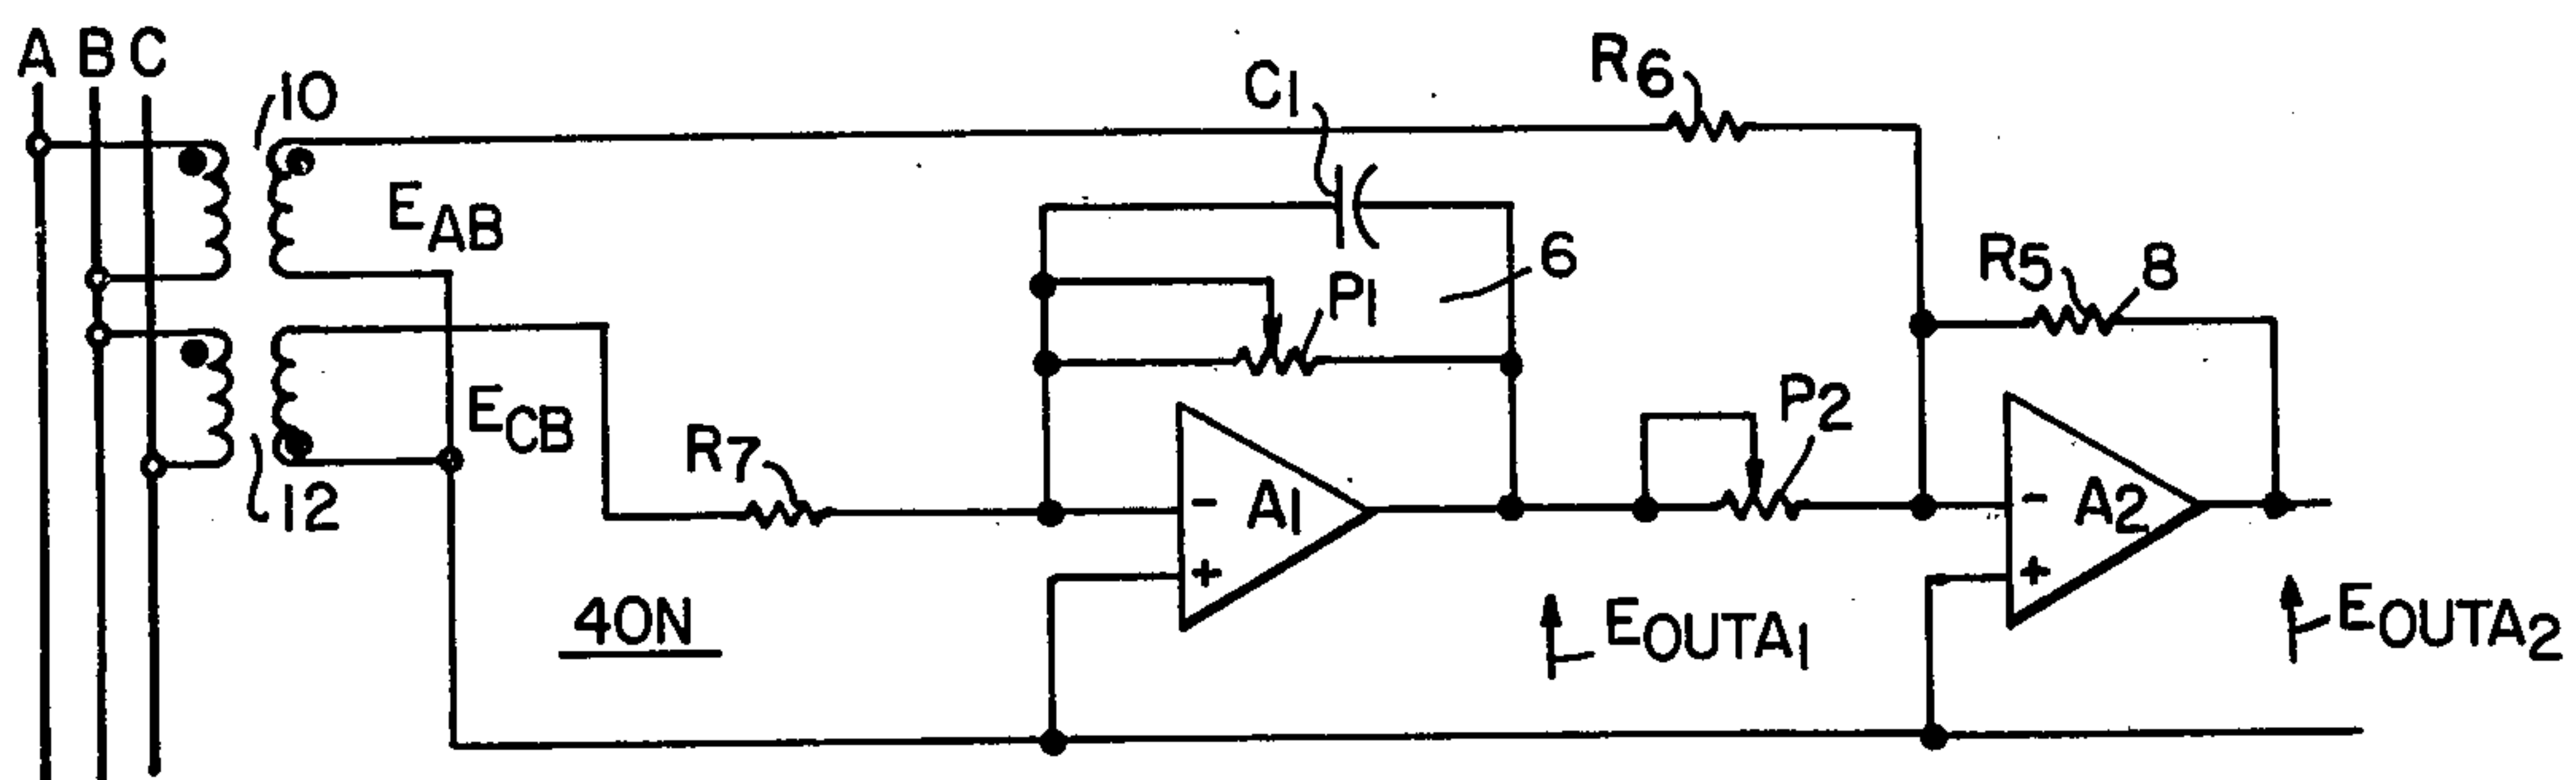 A B C
10
C1
R6
EAB
6
P1
R5 8
ECB
P2
R7
12
- A1
+
- A2
+
40N
EOUTA1
EOUTA2